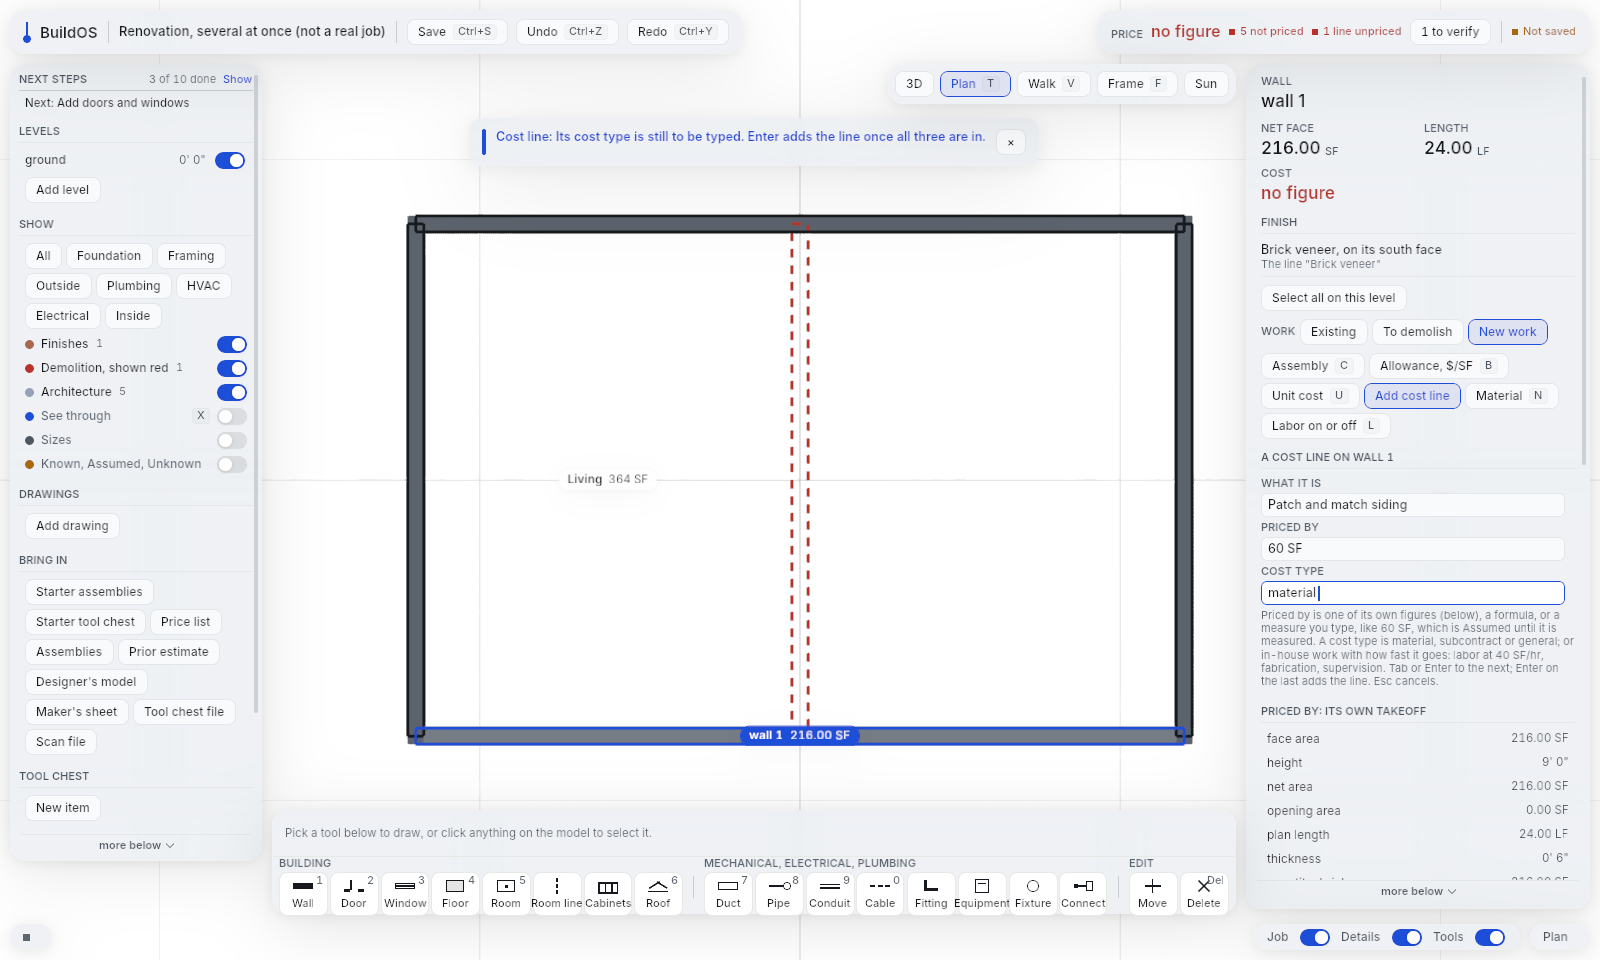 BuildOS
Renovation, several at once (not a real job)
Save Ctrl+S
Undo Ctrl+Z
Redo Ctrl+Y
PRICE no figure
5 not priced
1 line unpriced
1 to verify
Not saved
NEXT STEPS
3 of 10 done Show
Next: Add doors and windows
LEVELS
ground 0' 0"
Add level
SHOW
All Foundation Framing
Outside Plumbing HVAC
Electrical Inside
Finishes 1
Demolition, shown red 1
Architecture 5
See through X
Sizes
Known, Assumed, Unknown
DRAWINGS
Add drawing
BRING IN
Starter assemblies
Starter tool chest Price list
Assemblies Prior estimate
Designer's model
Maker's sheet Tool chest file
Scan file
TOOL CHEST
New item
more below
3D
Plan T
Walk V
Frame F
Sun
Cost line: Its cost type is still to be typed. Enter adds the line once all three are in.
×
Living 364 SF
wall 1 216.00 SF
Pick a tool below to draw, or click anything on the model to select it.
BUILDING
Wall 1
Door 2
Window 3
Floor 4
Room 5
Room line
Cabinets
Roof 6
MECHANICAL, ELECTRICAL, PLUMBING
Duct 7
Pipe 8
Conduit 9
Cable 0
Fitting
Equipment
Fixture
Connect
EDIT
Move
Delete Del
WALL
wall 1
NET FACE LENGTH
216.00 SF 24.00 LF
COST
no figure
FINISH
Brick veneer, on its south face
The line "Brick veneer"
Select all on this level
WORK Existing To demolish New work
Assembly C Allowance, $/SF B
Unit cost U Add cost line Material N
Labor on or off L
A COST LINE ON WALL 1
WHAT IT IS
Patch and match siding
PRICED BY
60 SF
COST TYPE
material
Priced by is one of its own figures (below), a formula, or a
measure you type, like 60 SF, which is Assumed until it is
measured. A cost type is material, subcontract or general; or
in-house work with how fast it goes: labor at 40 SF/hr,
fabrication, supervision. Tab or Enter to the next; Enter on
the last adds the line. Esc cancels.
PRICED BY: ITS OWN TAKEOFF
face area 216.00 SF
height 9' 0"
net area 216.00 SF
opening area 0.00 SF
plan length 24.00 LF
thickness 0' 6"
more below
Job Details Tools Plan